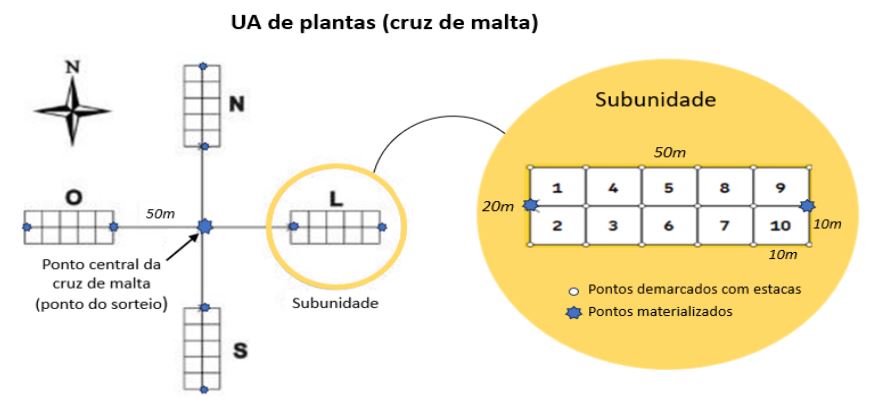 UA de plantas (cruz de malta)
N
N
O
50m
L
Ponto central da
cruz de malta
(ponto do sorteio)
Subunidade
S
Subunidade
50m
20m
1 4 5 8 9
2 3 6 7 10
10m
10m
Pontos demarcados com estacas
Pontos materializados